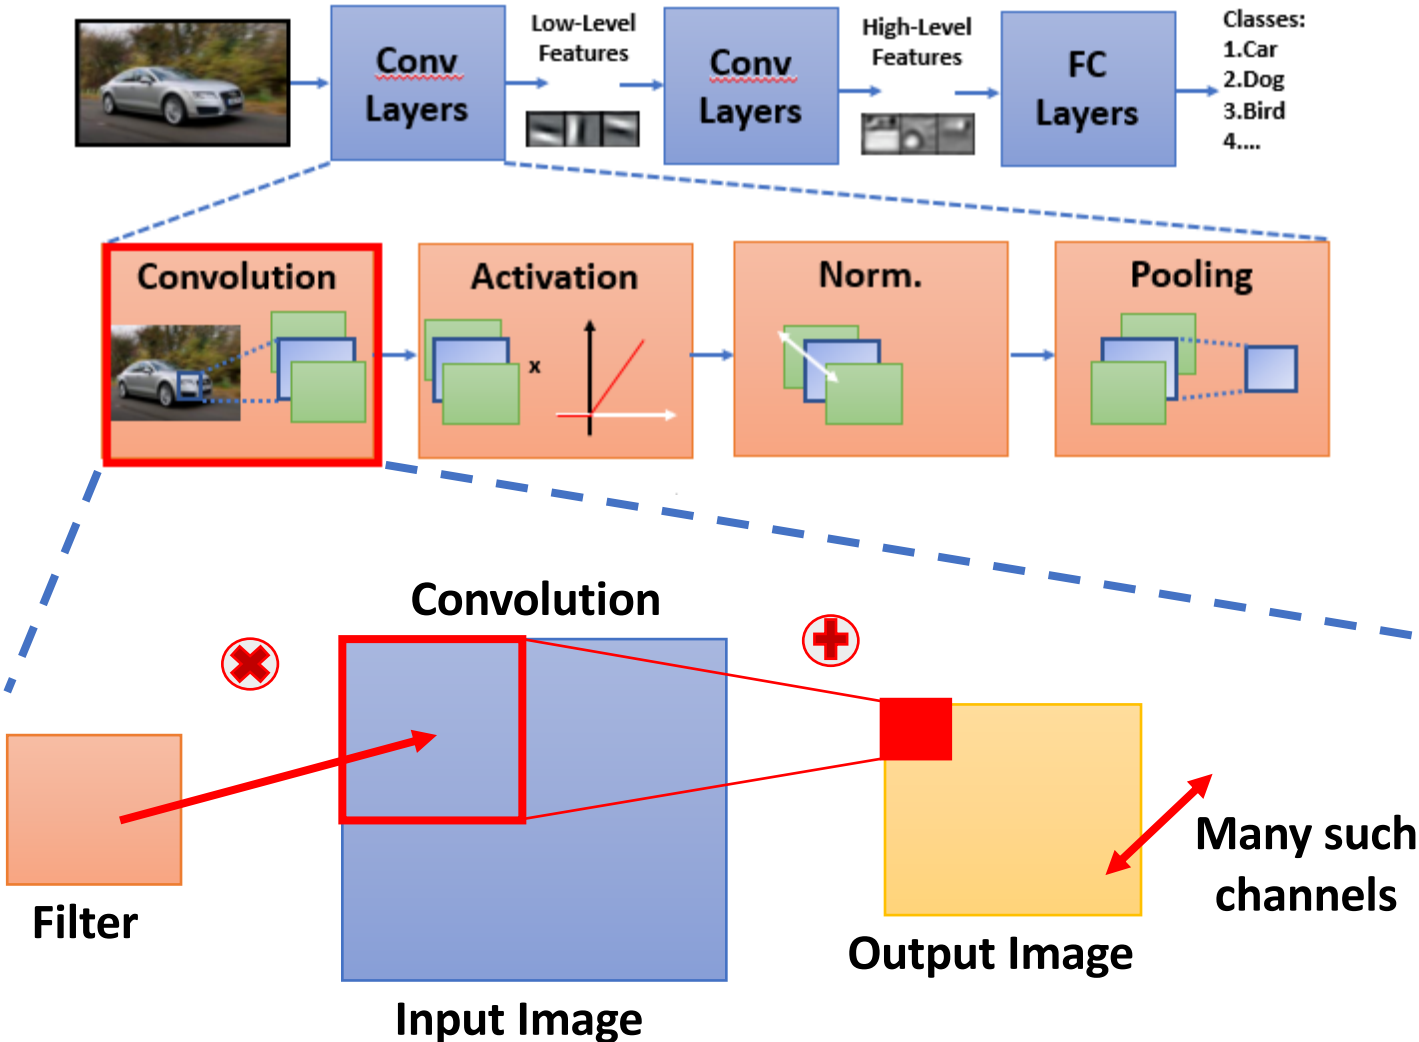 Conv
Layers
Low-Level
Features
Conv
Layers
High-Level
Features
FC
Layers
Classes:
1.Car
2.Dog
3.Bird
4....
Convolution
Activation
x
Norm.
Pooling
Convolution
Filter
Input Image
Output Image
Many such
channels